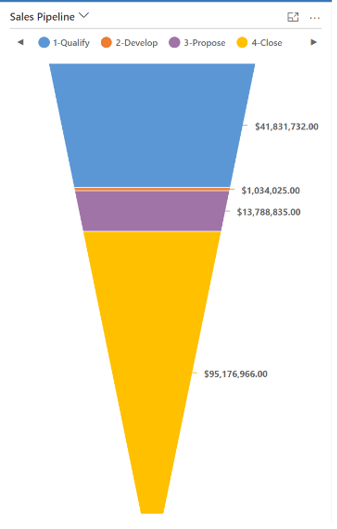 Sales Pipeline
1-Qualify 2-Develop 3-Propose 4-Close
$41,831,732.00
$1,034,025.00
$13,788,835.00
$95,176,966.00